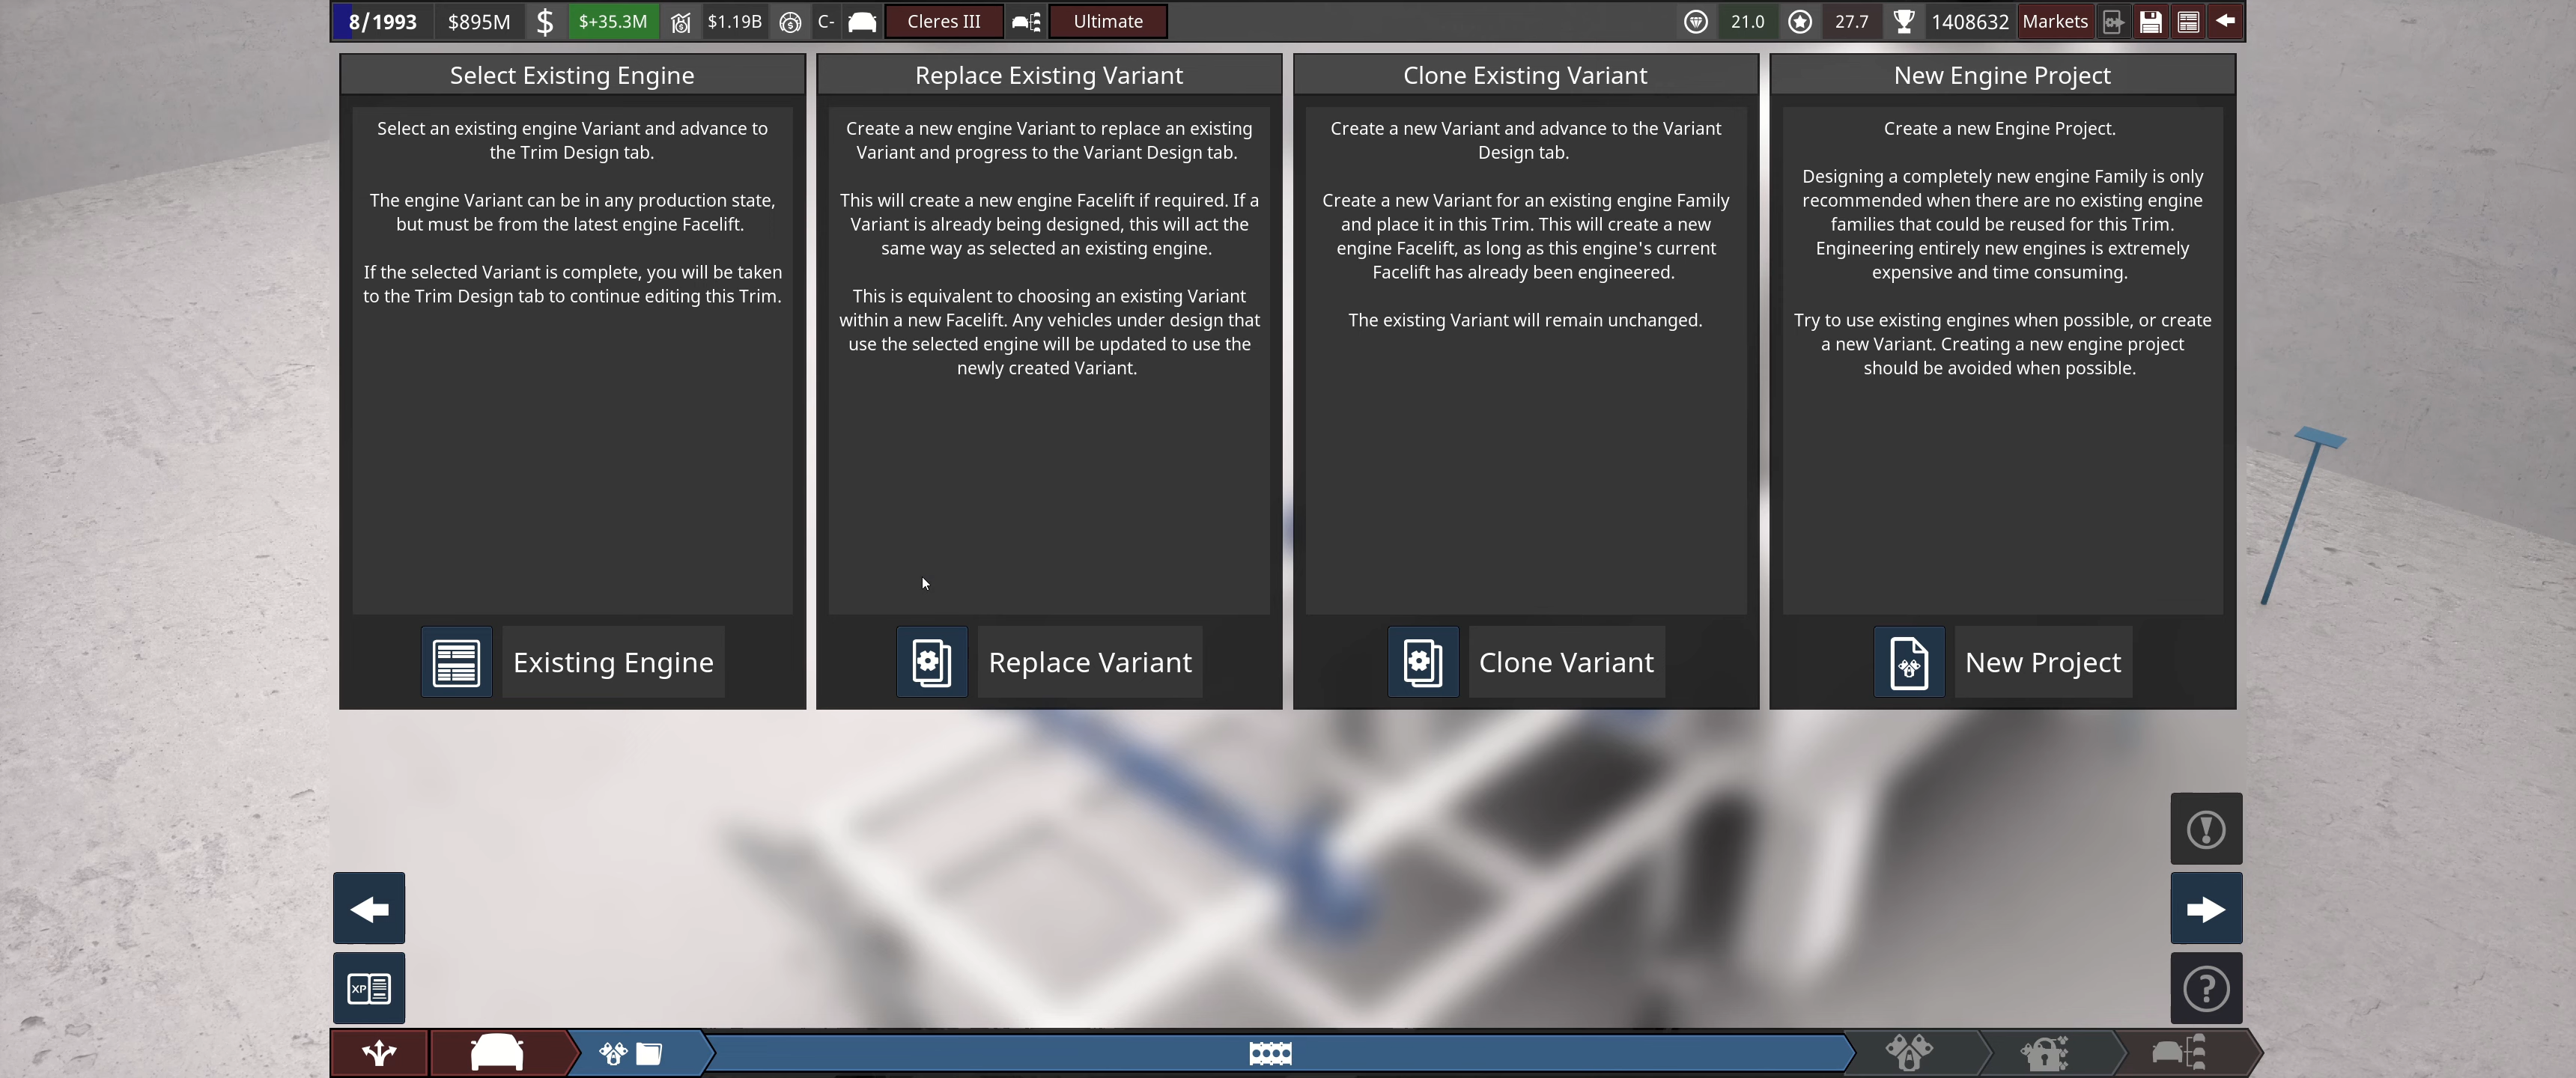 8/1993 $895M $+35.3M $1.19B C- Cleres III Ultimate 21.0 27.7 1408632 Markets
Select Existing Engine
Select an existing engine Variant and advance to
the Trim Design tab.
The engine Variant can be in any production state,
but must be from the latest engine Facelift.
If the selected Variant is complete, you will be taken
to the Trim Design tab to continue editing this Trim.
Existing Engine
Replace Existing Variant
Create a new engine Variant to replace an existing
Variant and progress to the Variant Design tab.
This will create a new engine Facelift if required. If a
Variant is already being designed, this will act the
same way as selected an existing engine.
This is equivalent to choosing an existing Variant
within a new Facelift. Any vehicles under design that
use the selected engine will be updated to use the
newly created Variant.
Replace Variant
Clone Existing Variant
Create a new Variant and advance to the Variant
Design tab.
Create a new Variant for an existing engine Family
and place it in this Trim. This will create a new
engine Facelift, as long as this engine's current
Facelift has already been engineered.
The existing Variant will remain unchanged.
Clone Variant
New Engine Project
Create a new Engine Project.
Designing a completely new engine Family is only
recommended when there are no existing engine
families that could be reused for this Trim.
Engineering entirely new engines is extremely
expensive and time consuming.
Try to use existing engines when possible, or create
a new Variant. Creating a new engine project
should be avoided when possible.
New Project
XP